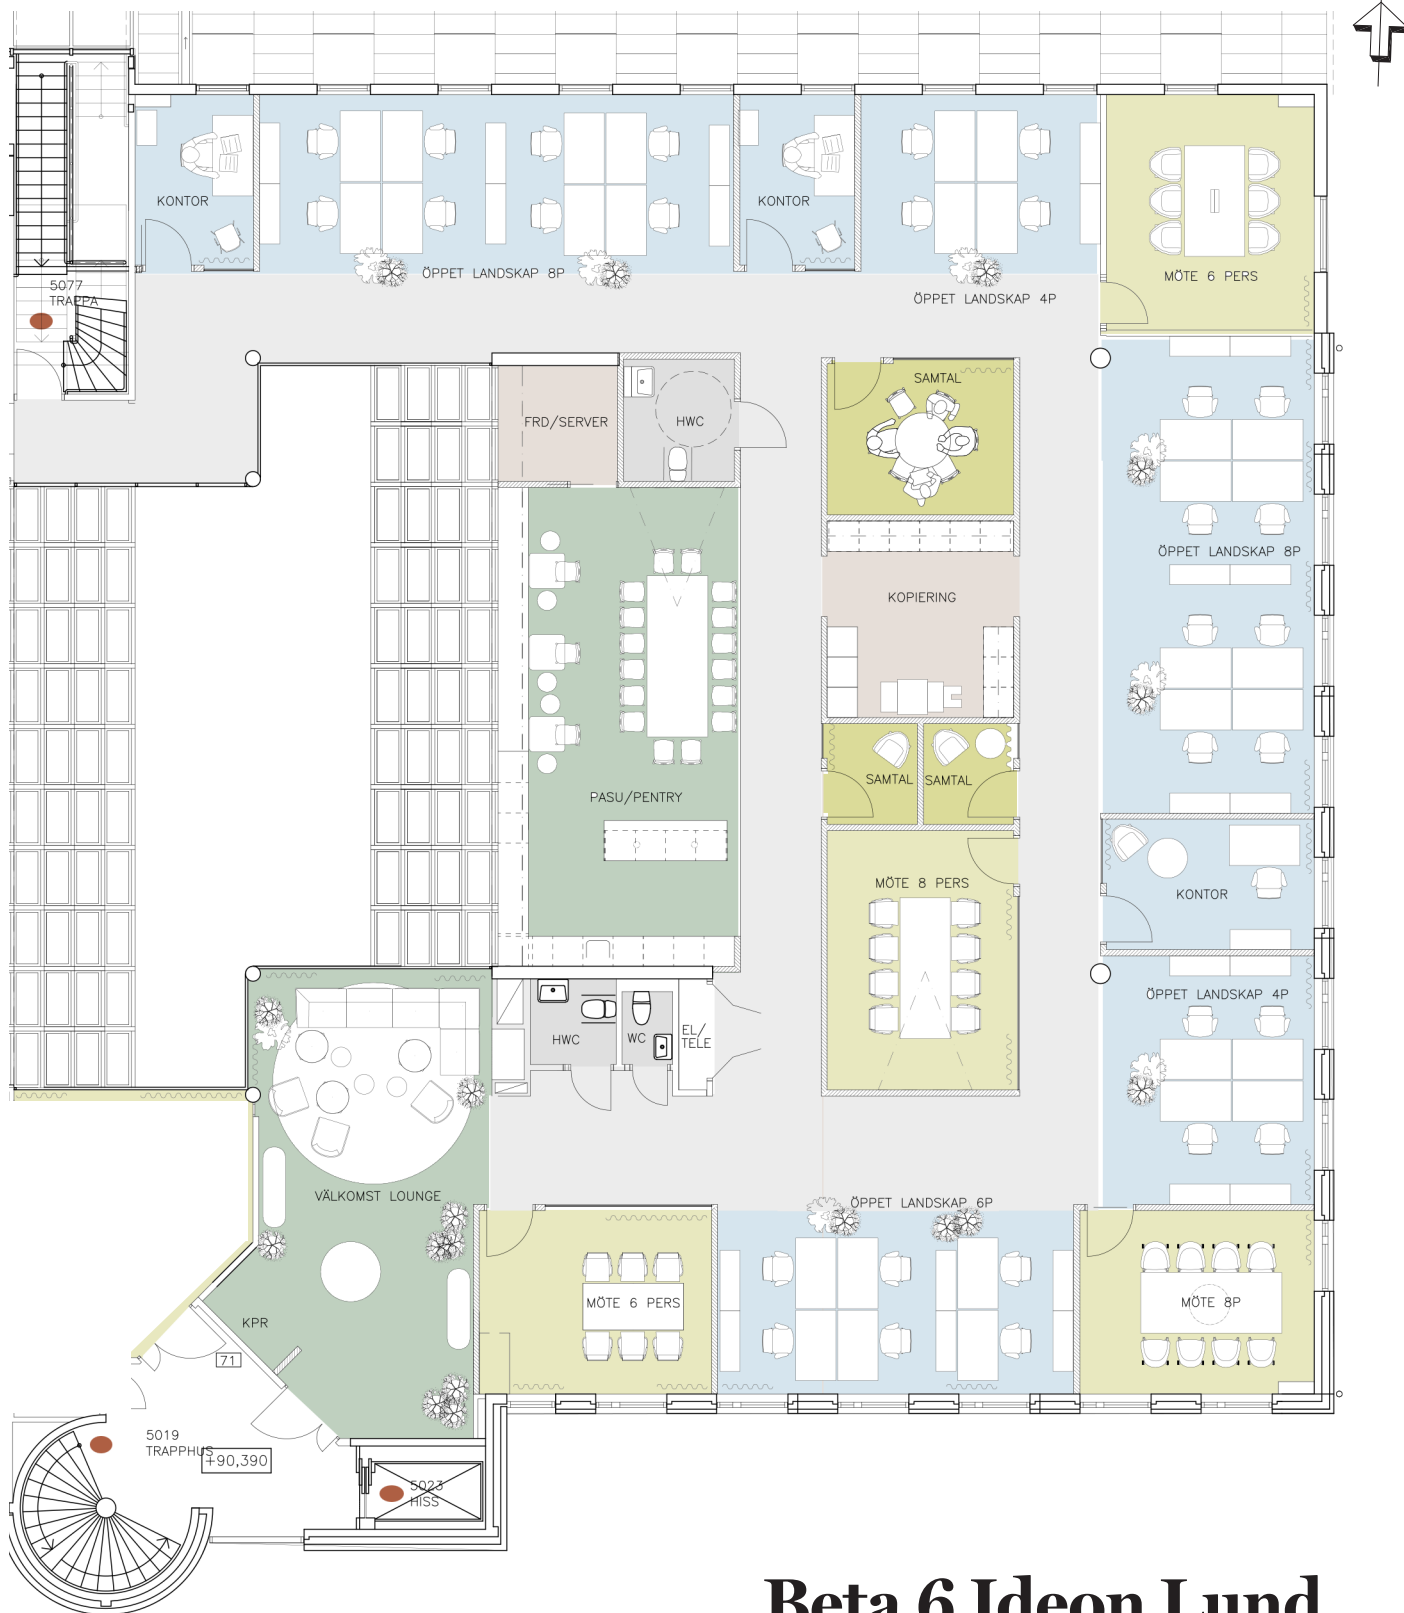 KONTOR
KONTOR
ÖPPET LANDSKAP 8P
MÖTE 6 PERS
5077
TRAPPA
ÖPPET LANDSKAP 4P
SAMTAL
FRD/SERVER
HWC
ÖPPET LANDSKAP 8P
KOPIERING
SAMTAL
SAMTAL
PASU/PENTRY
MÖTE 8 PERS
KONTOR
ÖPPET LANDSKAP 4P
HWC
WC
EL/
TELE
VÄLKOMST LOUNGE
ÖPPET LANDSKAP 6P
MÖTE 6 PERS
MÖTE 8P
KPR
71
5019
TRAPPHUS
+90,390
5023
HISS
Beta 6 Ideon Lund